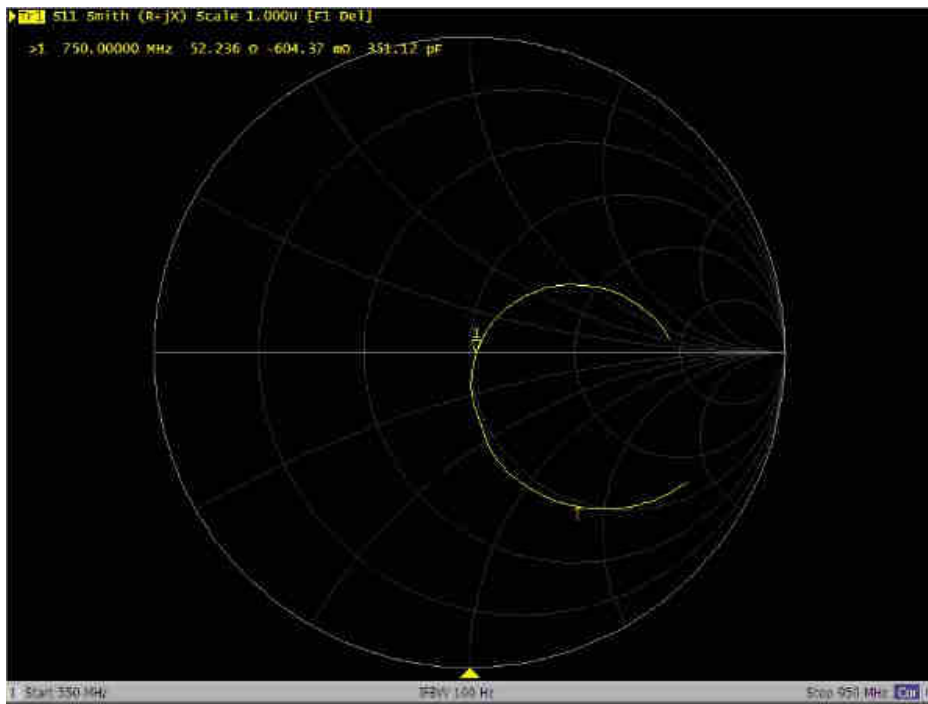 Tr1 S11 Smith (R+jX) Scale 1.000U [F1 Del]
>1 750.00000 MHz 52.236 Ω -604.37 mΩ 351.12 pF
1
1
1 Start 550 MHz IFBW 100 Hz Stop 950 MHz Cor